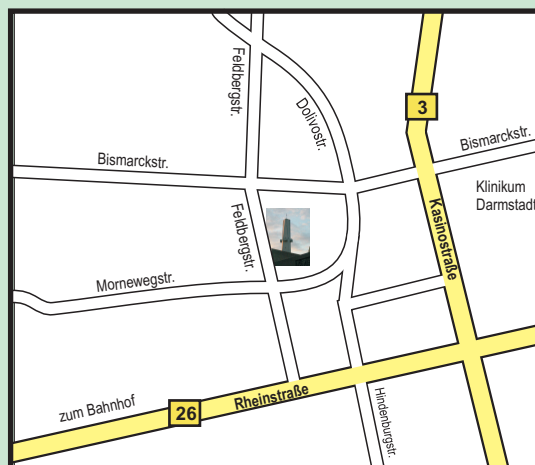 Feldbergstr.
Dolivostr.
3
Bismarckstr.
Bismarckstr.
Klinikum
Darmstadt
Feldbergstr.
Kasinostraße
Mornewegstr.
zum Bahnhof
26
Rheinstraße
Hindenburgstr.